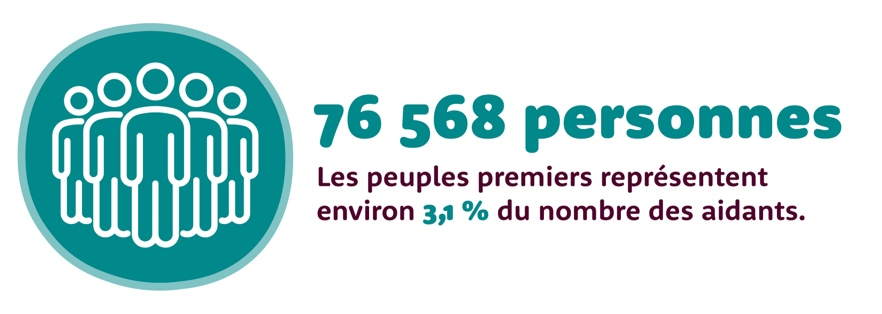 76 568 personnes
Les peuples premiers représentent
environ 3,1 % du nombre des aidants.